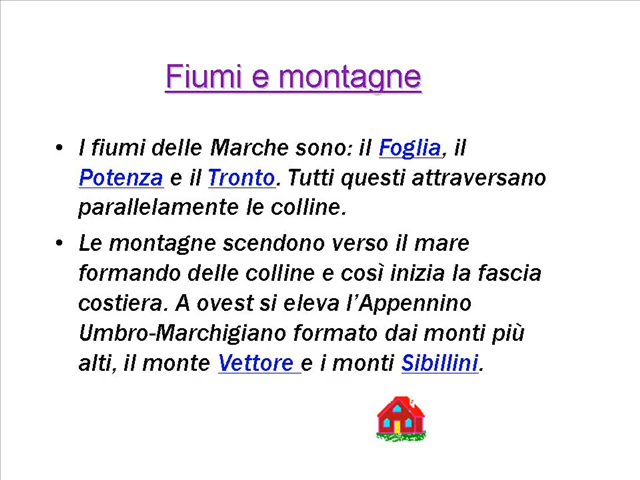 Fiumi e montagne
• I fiumi delle Marche sono: il Foglia, il
Potenza e il Tronto. Tutti questi attraversano
parallelamente le colline.
• Le montagne scendono verso il mare
formando delle colline e così inizia la fascia
costiera. A ovest si eleva l’Appennino
Umbro-Marchigiano formato dai monti più
alti, il monte Vettore e i monti Sibillini.